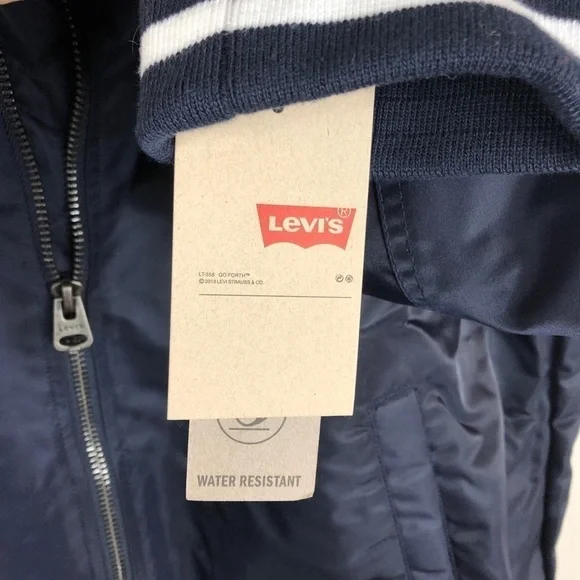 LEVI'S®
LT-558 GO FORTH™
©2018 LEVI STRAUSS & CO.
Levi's
WATER RESISTANT